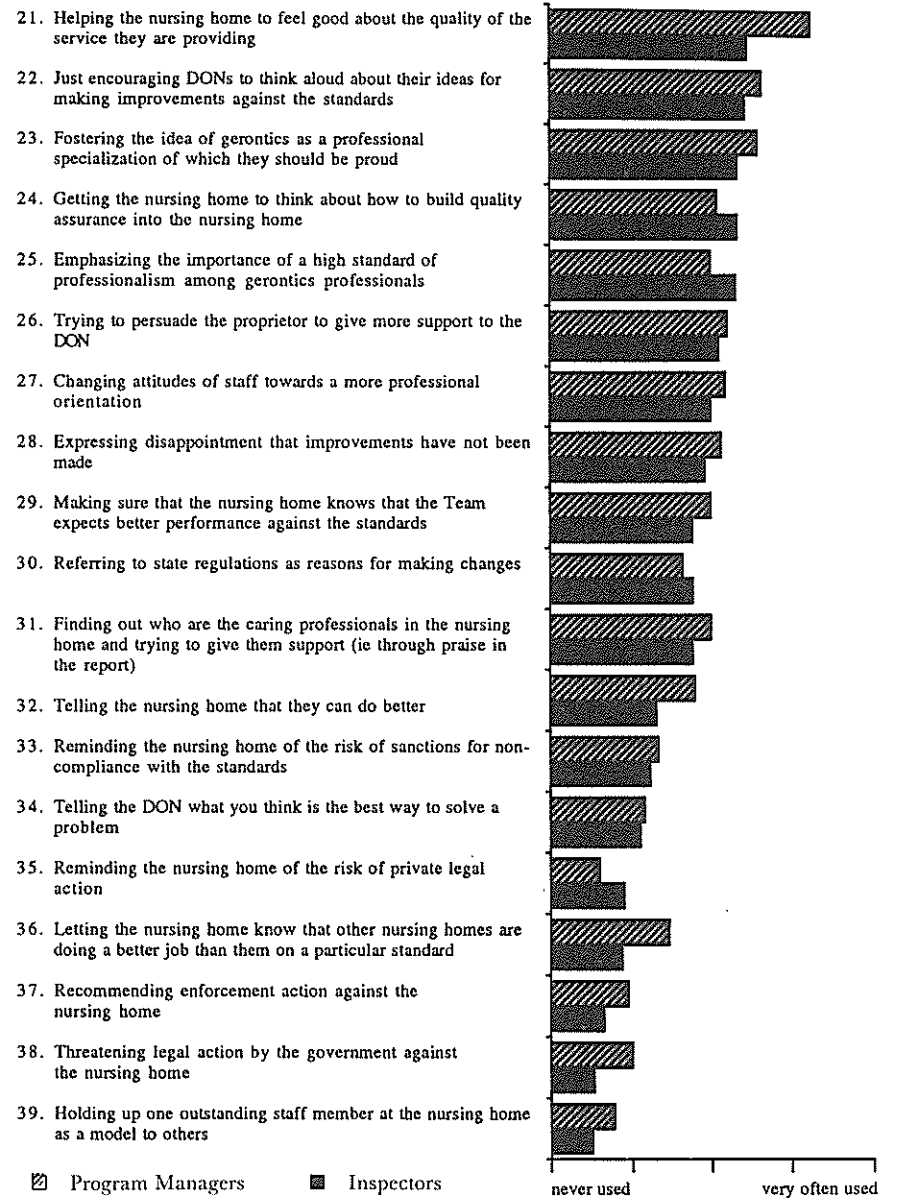 21. Helping the nursing home to feel good about the quality of the
service they are providing
22. Just encouraging DONs to think aloud about their ideas for
making improvements against the standards
23. Fostering the idea of gerontics as a professional
specialization of which they should be proud
24. Getting the nursing home to think about how to build quality
assurance into the nursing home
25. Emphasizing the importance of a high standard of
professionalism among gerontics professionals
26. Trying to persuade the proprietor to give more support to the
DON
27. Changing attitudes of staff towards a more professional
orientation
28. Expressing disappointment that improvements have not been
made
29. Making sure that the nursing home knows that the Team
expects better performance against the standards
30. Referring to state regulations as reasons for making changes
31. Finding out who are the caring professionals in the nursing
home and trying to give them support (ie through praise in
the report)
32. Telling the nursing home that they can do better
33. Reminding the nursing home of the risk of sanctions for non-
compliance with the standards
34. Telling the DON what you think is the best way to solve a
problem
35. Reminding the nursing home of the risk of private legal
action
36. Letting the nursing home know that other nursing homes are
doing a better job than them on a particular standard
37. Recommending enforcement action against the
nursing home
38. Threatening legal action by the government against
the nursing home
39. Holding up one outstanding staff member at the nursing home
as a model to others
Program Managers Inspectors
never used very often used